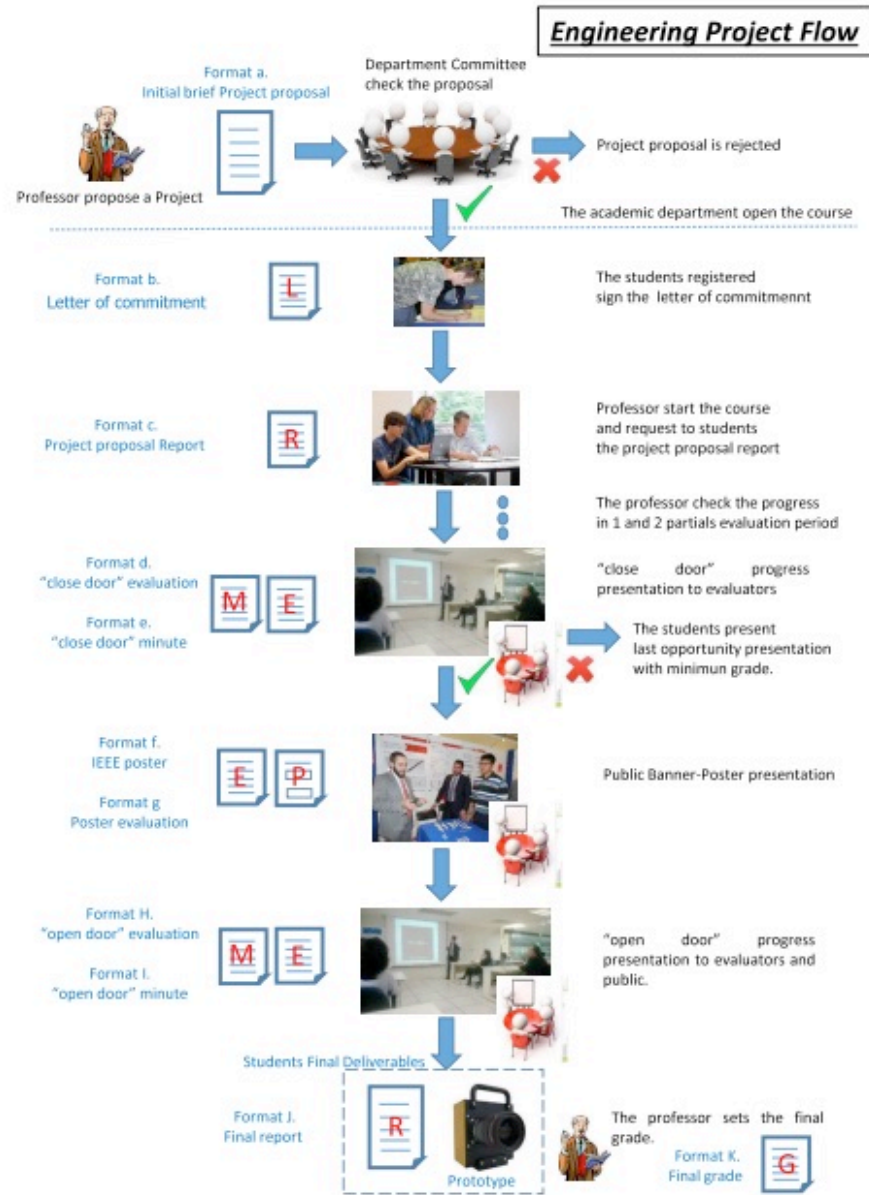 Engineering Project Flow
Format a.
Initial brief Project proposal
Department Committee
check the proposal
Project proposal is rejected
Professor propose a Project
The academic department open the course
Format b.
Letter of commitment
L
The students registered
sign the letter of commitmennt
Format c.
Project proposal Report
R
Professor start the course
and request to students
the project proposal report
The professor check the progress
in 1 and 2 partials evaluation period
Format d.
"close door" evaluation
Format e.
"close door" minute
M
E
"close door" progress
presentation to evaluators
The students present
last opportunity presentation
with minimun grade.
Format f.
IEEE poster
Format g
Poster evaluation
E
P
Public Banner-Poster presentation
Format H.
"open door" evaluation
Format I.
"open door" minute
M
E
"open door" progress
presentation to evaluators and
public.
Students Final Deliverables
Format J.
Final report
R
Prototype
The professor sets the final
grade.
Format K.
Final grade
G